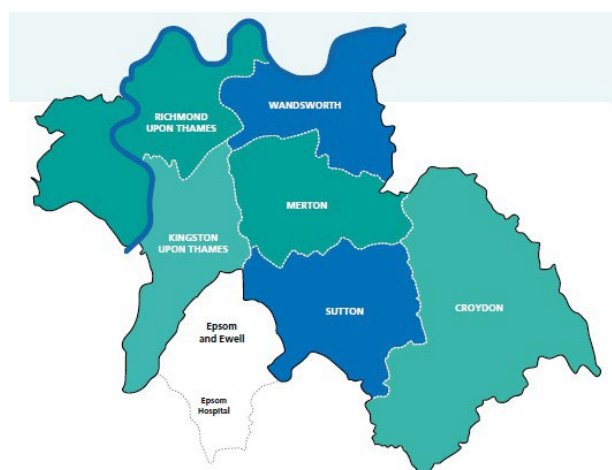 WANDSWORTH
RICHMOND
UPON THAMES
MERTON
KINGSTON
UPON THAMES
SUTTON
CROYDON
Epsom
and Ewell
Epsom
Hospital